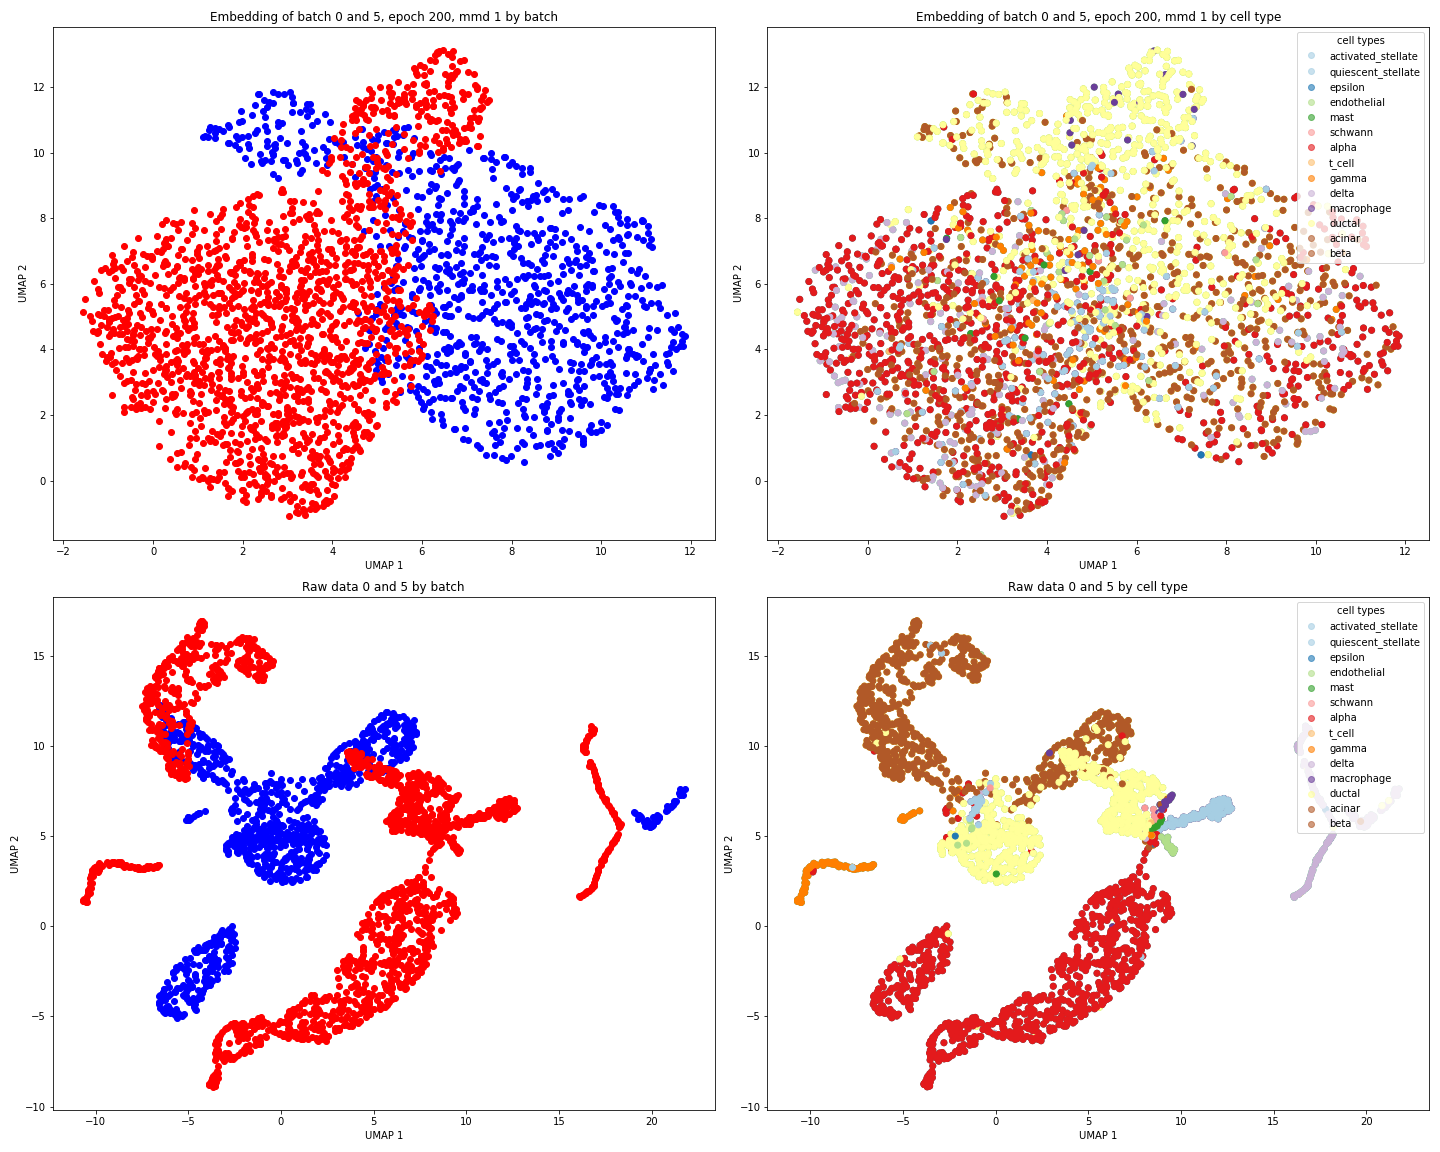 Embedding of batch 0 and 5, epoch 200, mmd 1 by batch
UMAP 2
12
10
8
6
4
2
0
−2
0
2
4
6
8
10
12
UMAP 1
Embedding of batch 0 and 5, epoch 200, mmd 1 by cell type
UMAP 2
12
10
8
6
4
2
0
−2
0
2
4
6
8
10
12
UMAP 1
cell types
activated_stellate
quiescent_stellate
epsilon
endothelial
mast
schwann
alpha
t_cell
gamma
delta
macrophage
ductal
acinar
beta
Raw data 0 and 5 by batch
UMAP 2
15
10
5
0
−5
−10
−10
−5
0
5
10
15
20
UMAP 1
Raw data 0 and 5 by cell type
UMAP 2
15
10
5
0
−5
−10
−10
−5
0
5
10
15
20
UMAP 1
cell types
activated_stellate
quiescent_stellate
epsilon
endothelial
mast
schwann
alpha
t_cell
gamma
delta
macrophage
ductal
acinar
beta